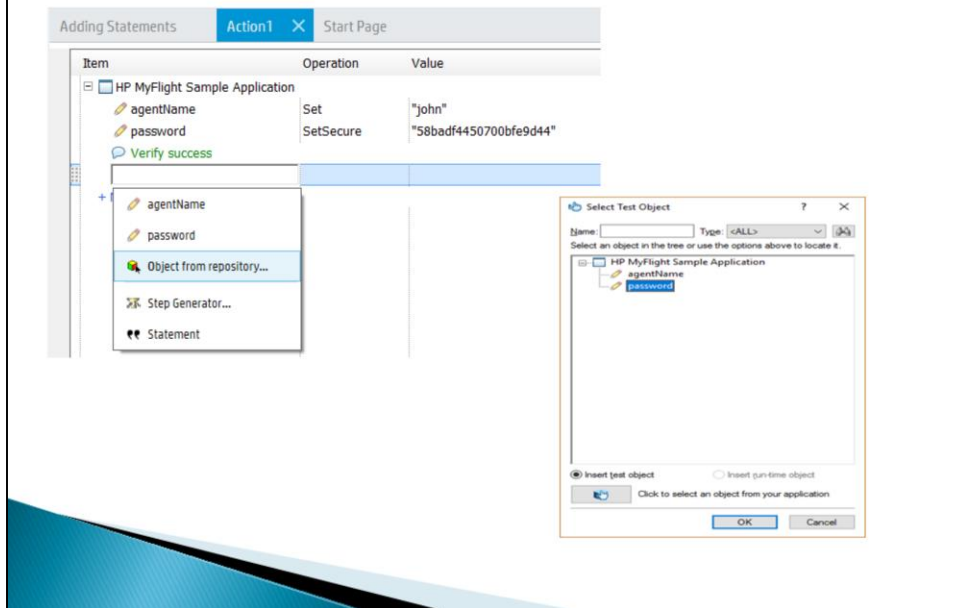 Adding Statements Action1 Start Page
Item Operation Value
HP MyFlight Sample Application
agentName Set "john"
password SetSecure "58badf4450700bfe9d44"
Verify success
agentName
password
Object from repository...
Step Generator...
Statement
Select Test Object ? ×
Name: Type: <ALL>
Select an object in the tree or use the options above to locate it.
HP MyFlight Sample Application
agentName
password
Insert test object Insert run-time object
Click to select an object from your application
OK Cancel